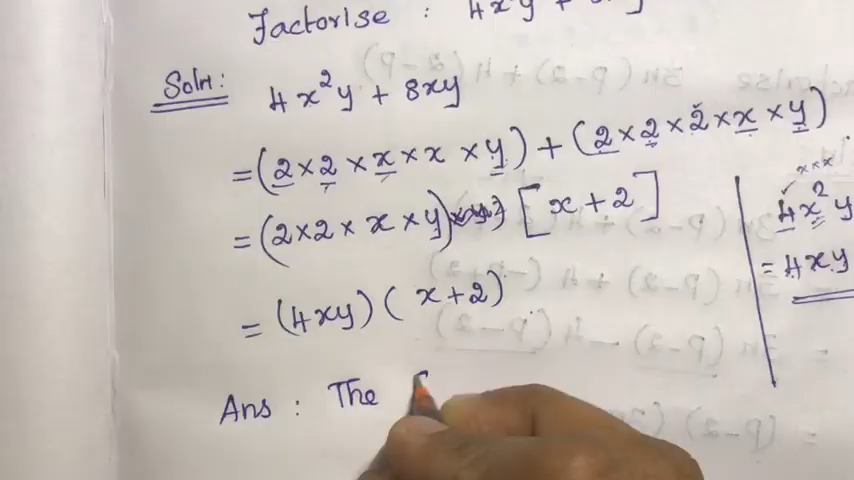 Factorise :
Soln: 4x²y + 8xy
= (2 × 2 × x × x × y) + (2 × 2 × 2 × x × y)
= (2 × 2 × x × y) [x + 2]
= (4xy) (x + 2)
Ans : The
x x x
4x²y
= 4xy